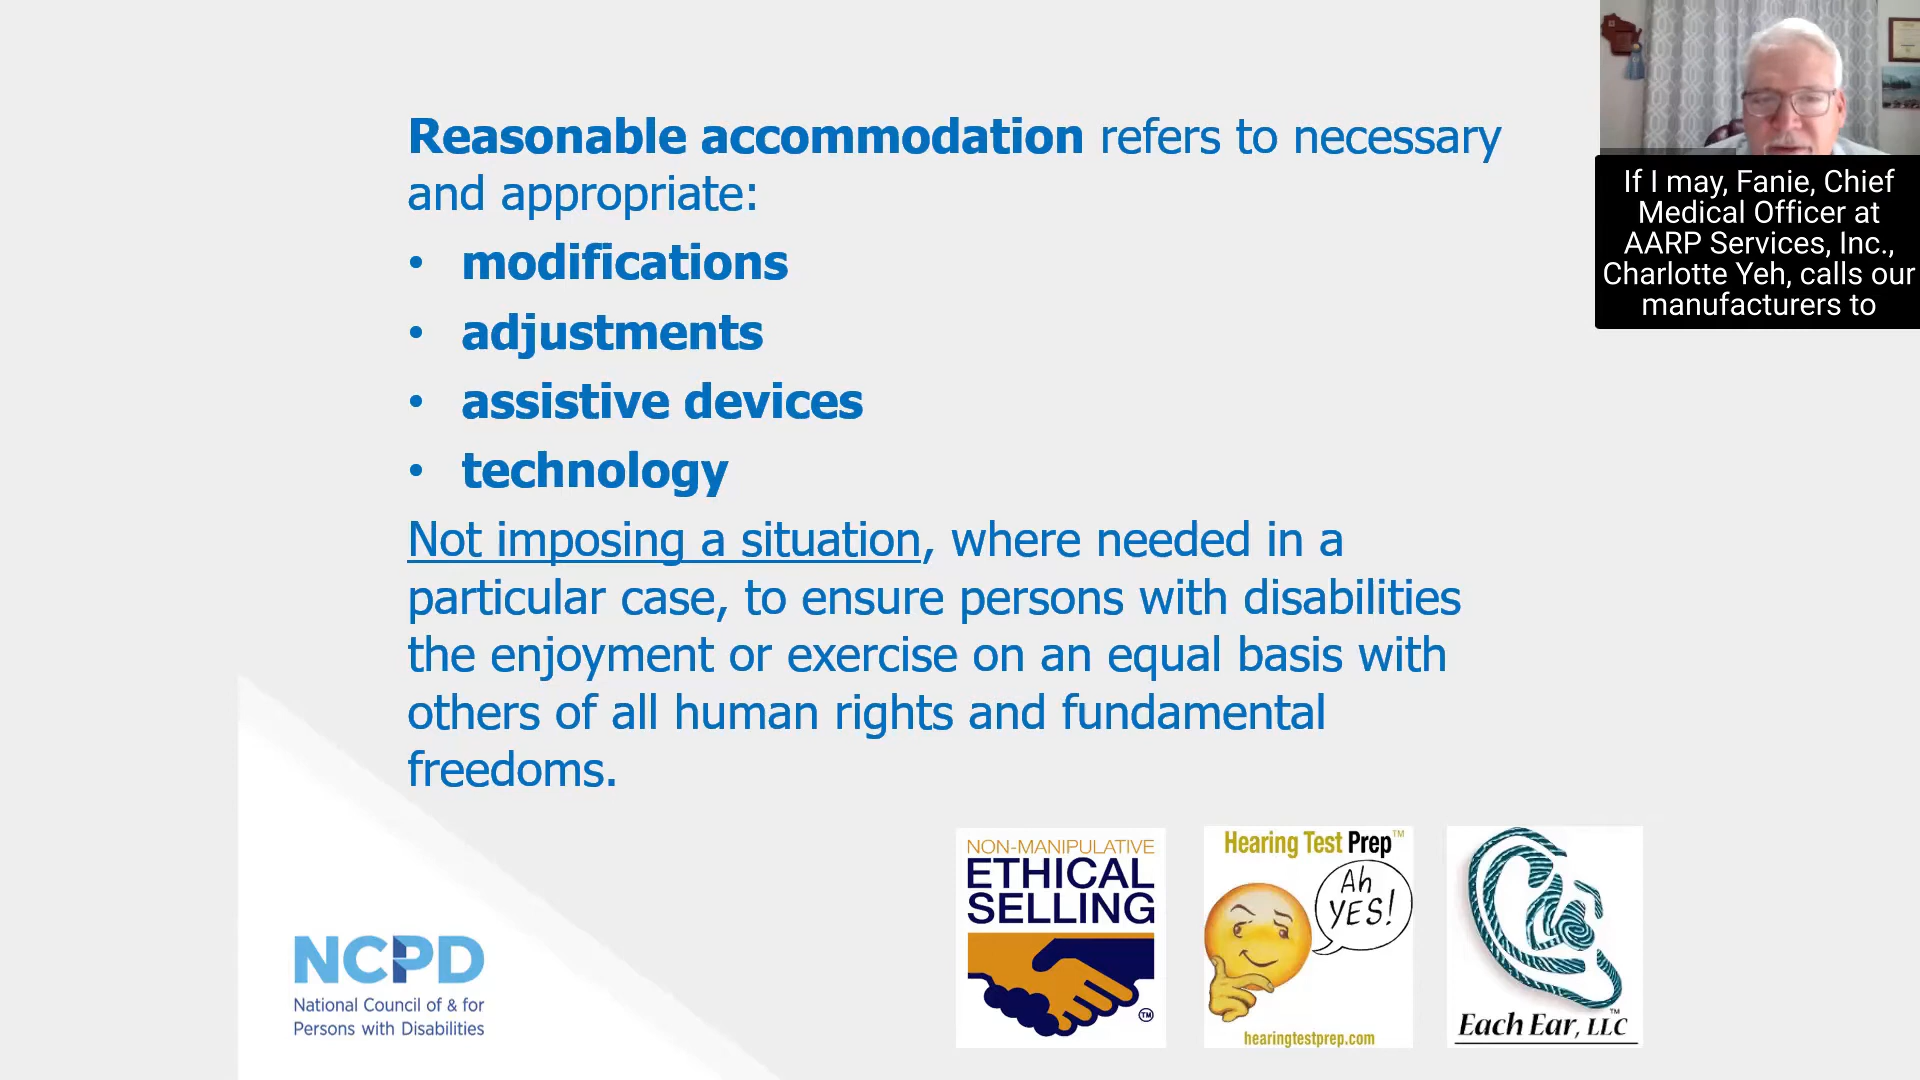 Reasonable accommodation refers to necessary
and appropriate:
• modifications
• adjustments
• assistive devices
• technology
Not imposing a situation, where needed in a
particular case, to ensure persons with disabilities
the enjoyment or exercise on an equal basis with
others of all human rights and fundamental
freedoms.
If I may, Fanie, Chief
Medical Officer at
AARP Services, Inc.,
Charlotte Yeh, calls our
manufacturers to
NCPD
National Council of & for
Persons with Disabilities
NON-MANIPULATIVE
ETHICAL
SELLING
TM
Hearing Test Prep™
Ah
YES!
hearingtestprep.com
Each Ear, LLC™